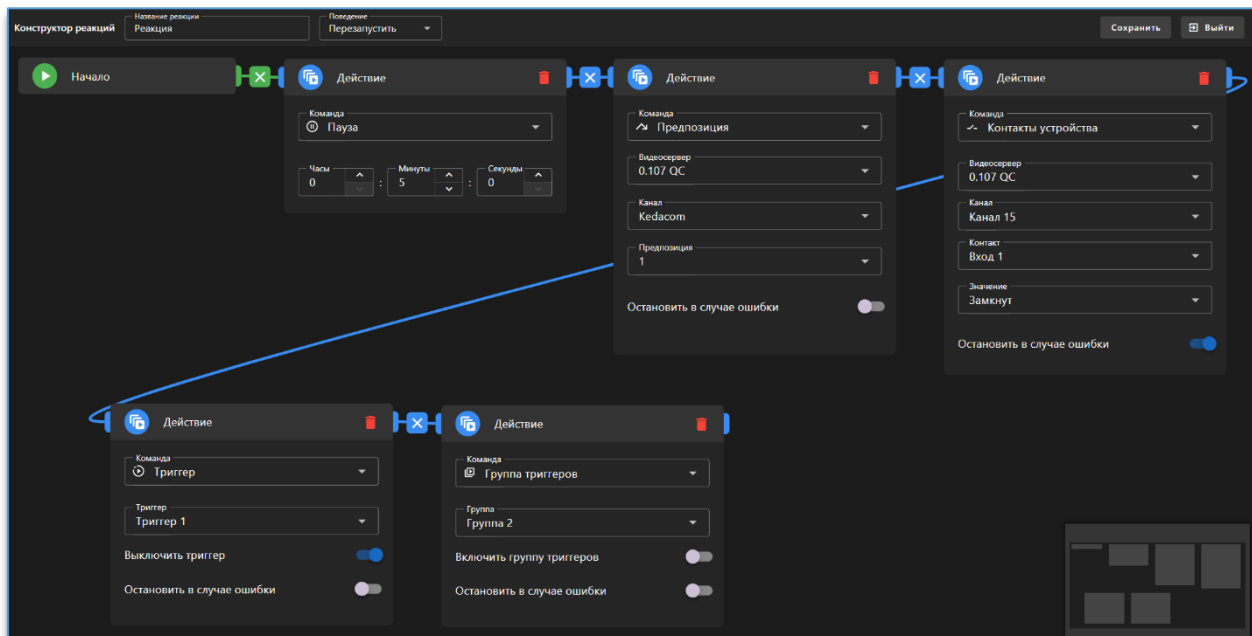 Конструктор реакций
Название реакции
Реакция
Поведение
Перезапустить
Сохранить
Выйти
Начало
Действие
Команда
Пауза
Часы
0
:
Минуты
5
:
Секунды
0
Действие
Команда
Предпозиция
Видеосервер
0.107 QC
Канал
Kedacom
Предпозиция
1
Остановить в случае ошибки
Действие
Команда
Контакты устройства
Видеосервер
0.107 QC
Канал
Канал 15
Контакт
Вход 1
Значение
Замкнут
Остановить в случае ошибки
Действие
Команда
Триггер
Триггер
Триггер 1
Выключить триггер
Остановить в случае ошибки
Действие
Команда
Группа триггеров
Группа
Группа 2
Включить группу триггеров
Остановить в случае ошибки